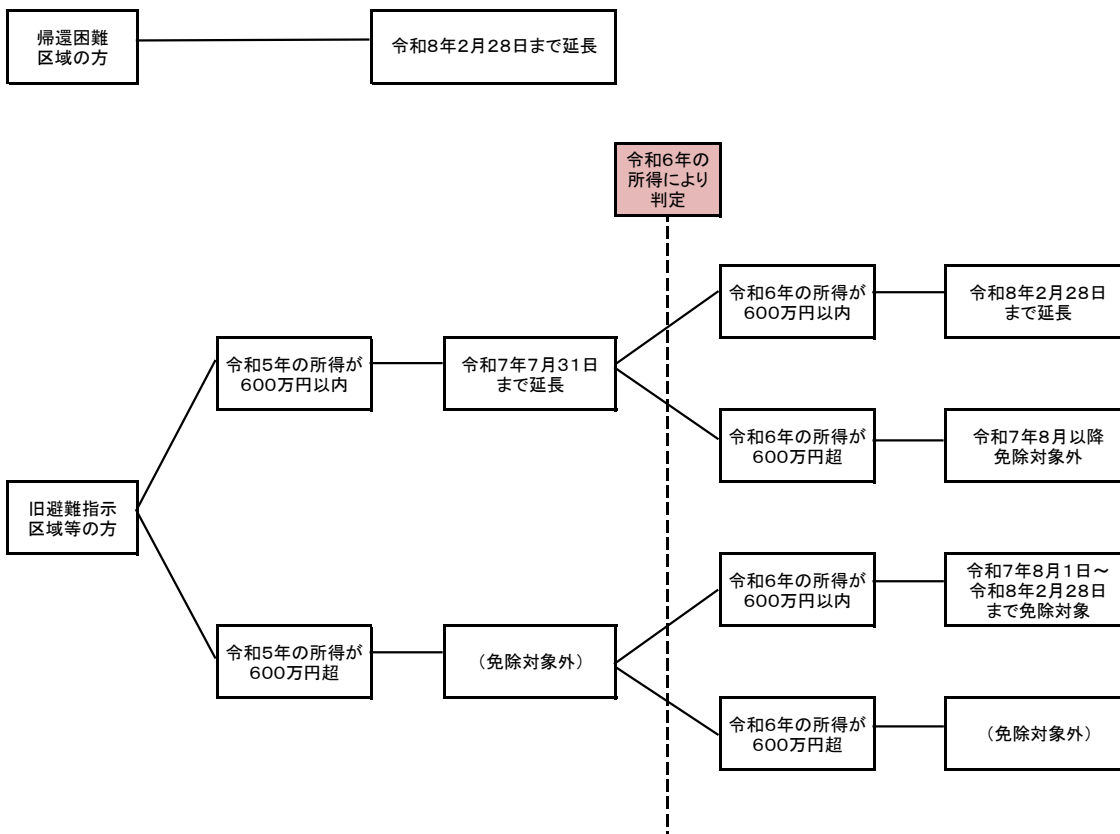 帰還困難
区域の方
令和8年2月28日まで延長
令和6年の
所得により
判定
旧避難指示
区域等の方
令和5年の所得が
600万円以内
令和7年7月31日
まで延長
令和6年の所得が
600万円以内
令和8年2月28日
まで延長
令和6年の所得が
600万円超
令和7年8月以降
免除対象外
令和5年の所得が
600万円超
（免除対象外）
令和6年の所得が
600万円以内
令和7年8月1日～
令和8年2月28日
まで免除対象
令和6年の所得が
600万円超
（免除対象外）